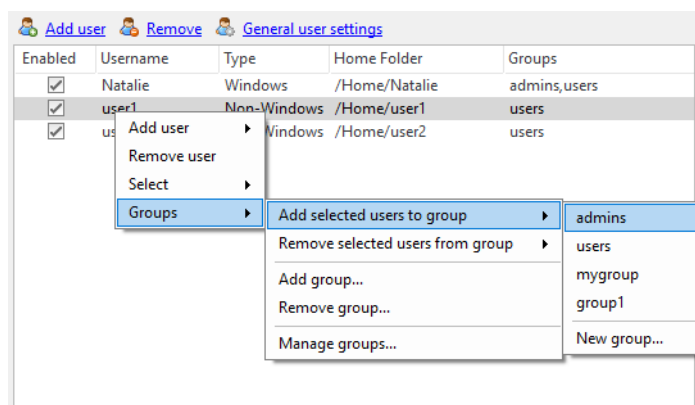 Add user Remove General user settings
Enabled Username Type Home Folder Groups
Natalie Windows /Home/Natalie admins,users
user1 Non-Windows /Home/user1 users
Windows /Home/user2 users
Add user
Remove user
Select
Groups
Add selected users to group
Remove selected users from group
Add group...
Remove group...
Manage groups...
admins
users
mygroup
group1
New group...